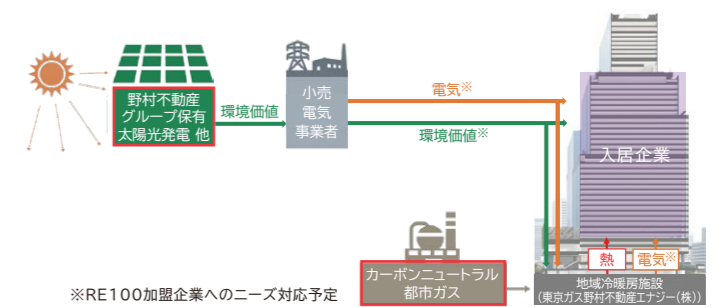 野村不動産
グループ保有
太陽光発電 他
環境価値
小売
電気
事業者
電気※
環境価値※
入居企業
カーボンニュートラル
都市ガス
熱
電気※
地域冷暖房施設
(東京ガス野村不動産エナジー(株))
※RE100加盟企業へのニーズ対応予定